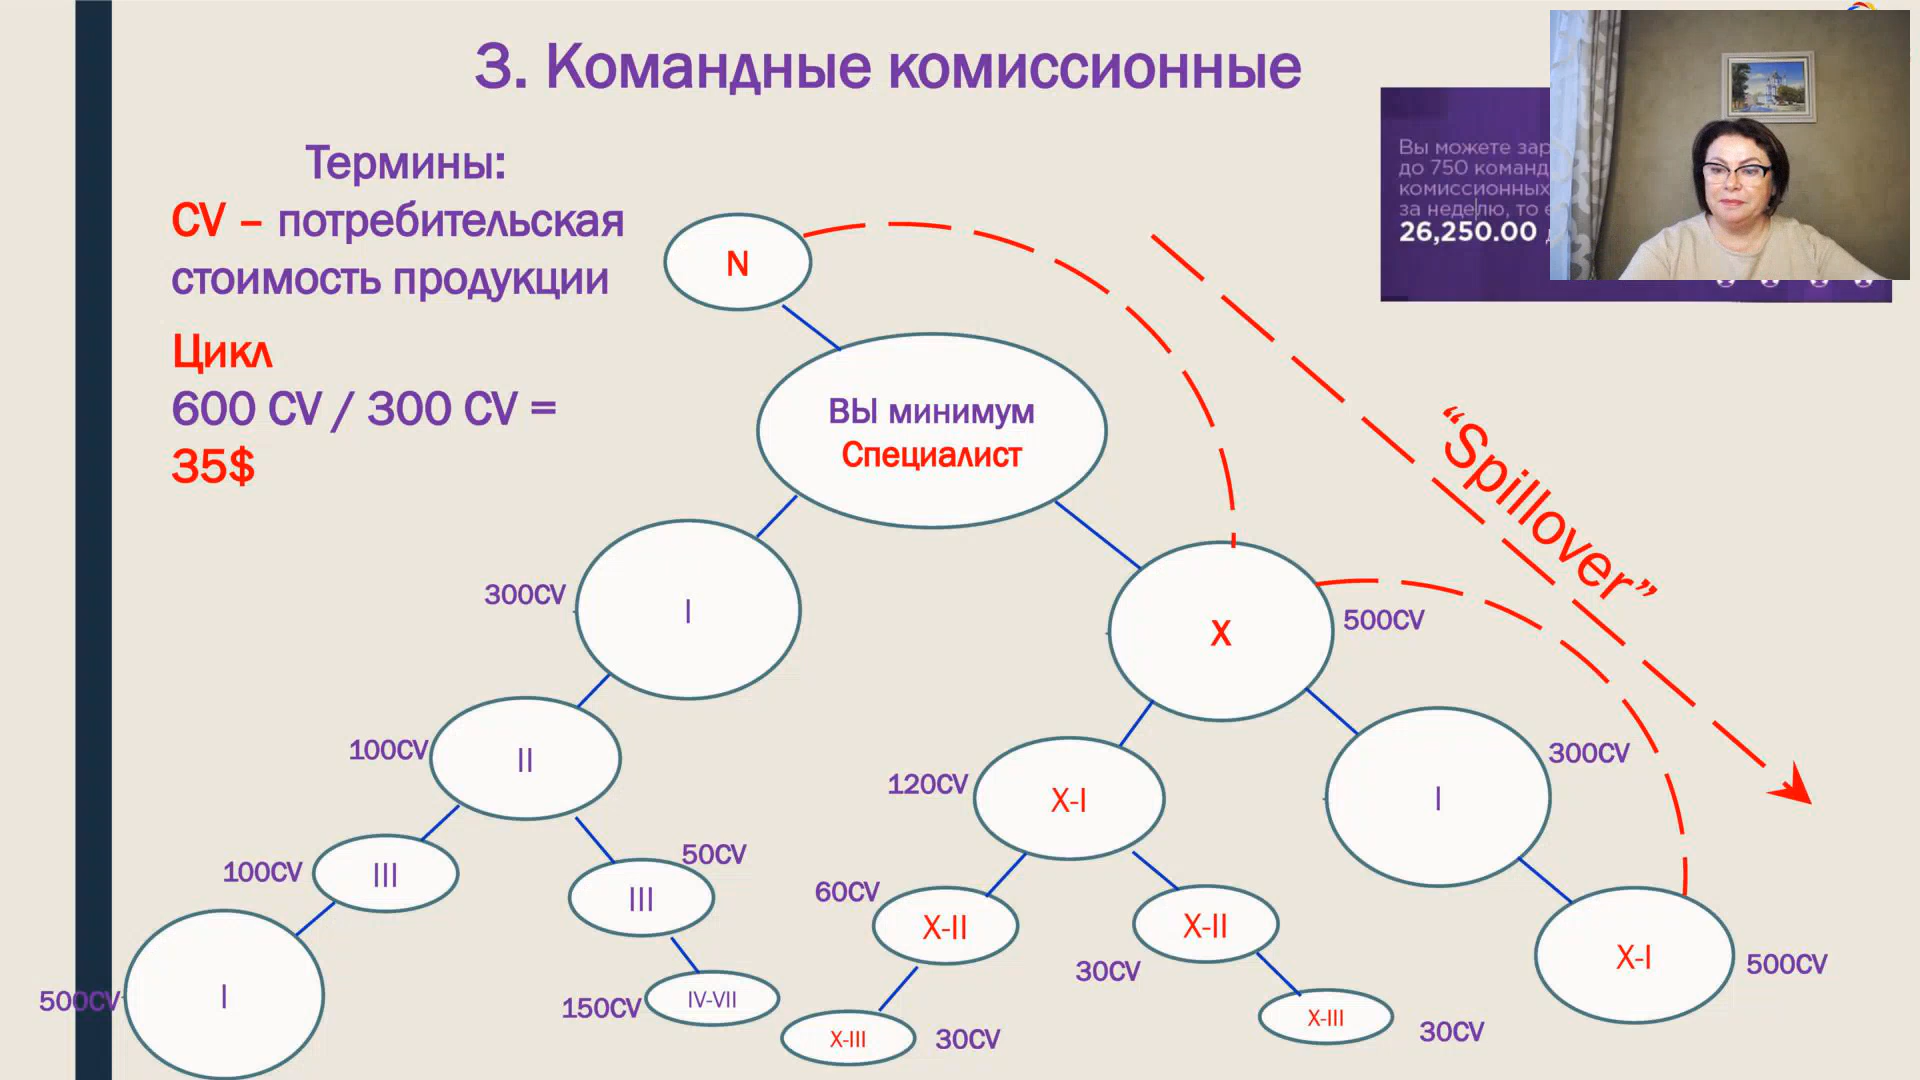 3. Командные комиссионные
Термины:
CV – потребительская
стоимость продукции
Цикл
600 CV / 300 CV =
35$
Вы можете зар
до 750 команд
комиссионных
за неделю, то е
26,250.00
N
ВЫ минимум
Специалист
“Spillover”
300CV
I
X
500CV
100CV
II
120CV
X-I
I
300CV
100CV
III
III
50CV
60CV
X-II
X-II
30CV
X-I
500CV
500CV
I
150CV
IV-VII
X-III
30CV
X-III
30CV